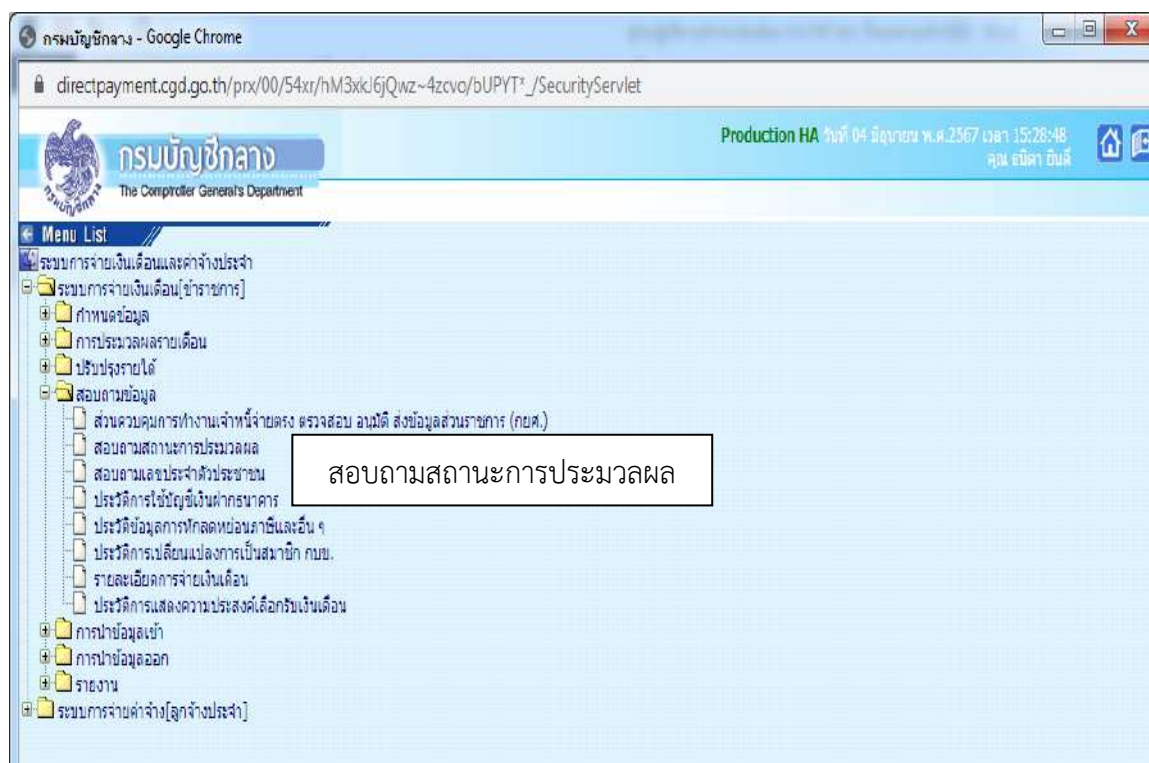 กรมบัญชีกลาง - Google Chrome
directpayment.cgd.go.th/prx/00/54xr/hM3xkJ6jQwz~4zcvo/bUPYT*_/SecurityServlet
กรมบัญชีกลาง
The Comptroller General's Department
กรมบัญชีกลาง
Production HA วันที่ 04 มิถุนายน พ.ศ.2567 เวลา 15:28:48
คุณ ธนิดา ยินดี
Menu List
ระบบการจ่ายเงินเดือนและค่าจ้างประจำ
ระบบการจ่ายเงินเดือน[ข้าราชการ]
กำหนดข้อมูล
การประมวลผลรายเดือน
ปรับปรุงรายได้
สอบถามข้อมูล
ส่วนควบคุมการทำงานเจ้าหนี้จ่ายตรง ตรวจสอบ อนุมัติ ส่งข้อมูลส่วนราชการ (กยศ.)
สอบถามสถานะการประมวลผล
สอบถามสถานะการประมวลผล
สอบถามเลขประจำตัวประชาชน
ประวัติการใช้บัญชีเงินฝากธนาคาร
ประวัติข้อมูลการหักลดหย่อนภาษีและอื่น ๆ
ประวัติการเปลี่ยนแปลงการเป็นสมาชิก กบข.
รายละเอียดการจ่ายเงินเดือน
ประวัติการแสดงความประสงค์เลือกรับเงินเดือน
การนำข้อมูลเข้า
การนำข้อมูลออก
รายงาน
ระบบการจ่ายค่าจ้าง[ลูกจ้างประจำ]